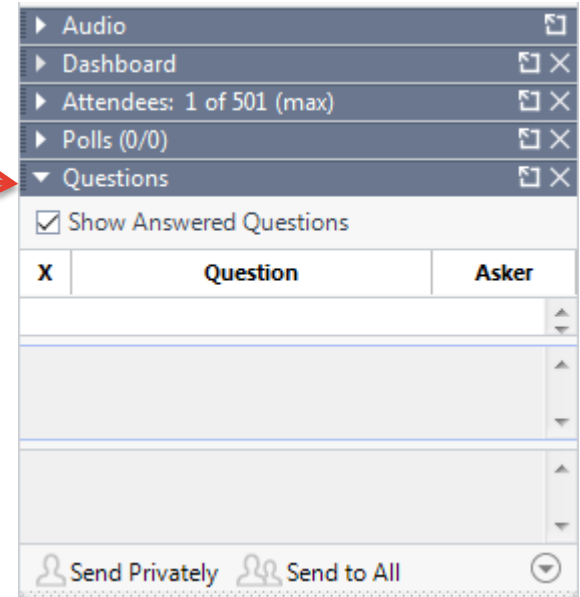 Audio
Dashboard
Attendees: 1 of 501 (max)
Polls (0/0)
Questions
Show Answered Questions
X Question Asker
Send Privately Send to All